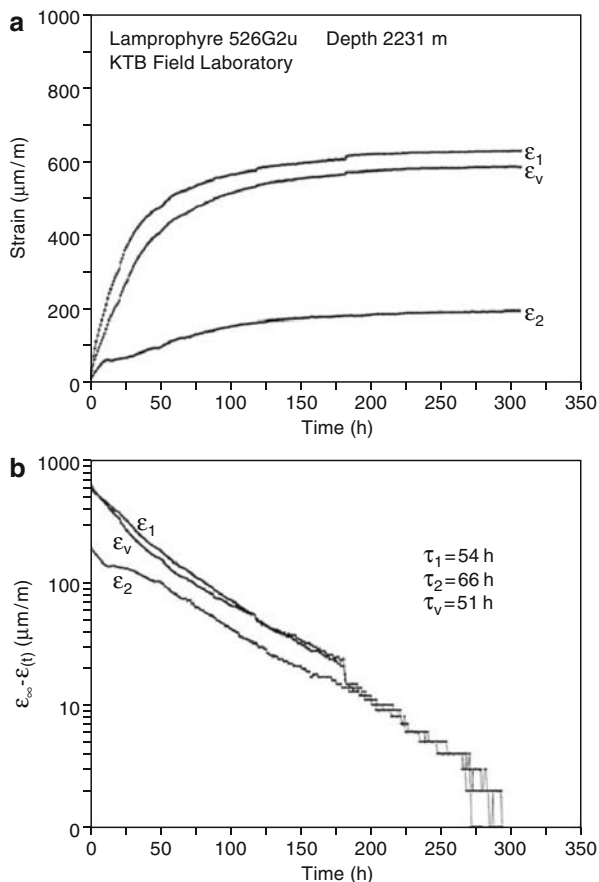 a
1000
Lamprophyre 526G2u Depth 2231 m
KTB Field Laboratory
800
600
400
200
0
Strain (μm/m)
ε1
εv
ε2
0 50 100 150 200 250 300 350
Time (h)
b
1000
100
10
0
ε∞-ε(t) (μm/m)
ε1
εv
ε2
τ1=54 h
τ2=66 h
τv=51 h
0 50 100 150 200 250 300 350
Time (h)